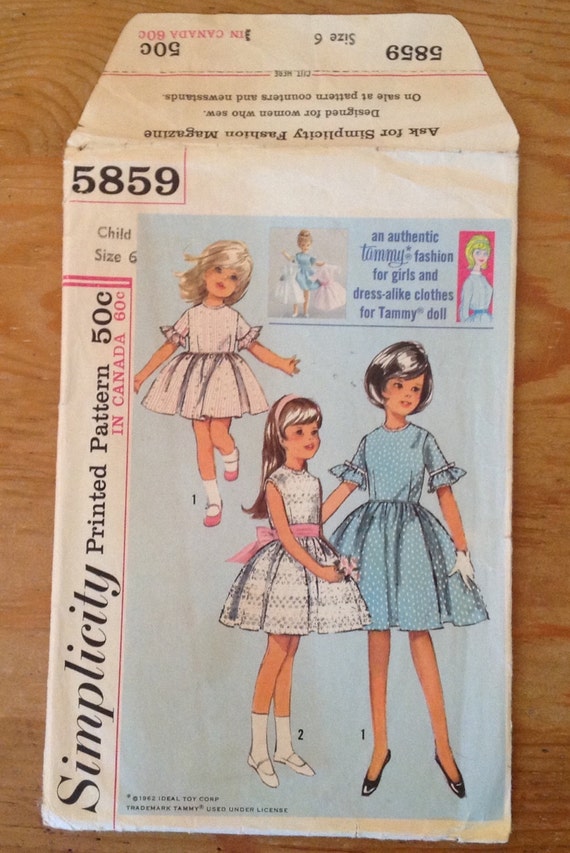 5859
Size 6
50c
IN CANADA 60c
CUT HERE
On sale at pattern counters and newsstands.
Designed for women who sew.
Ask for Simplicity Fashion Magazine
5859
Child
Size 6
an authentic
tammy* fashion
for girls and
dress-alike clothes
for Tammy® doll
Simplicity Printed Pattern 50c
IN CANADA 60c
1
2
1
*©1962 IDEAL TOY CORP
TRADEMARK TAMMY® USED UNDER LICENSE